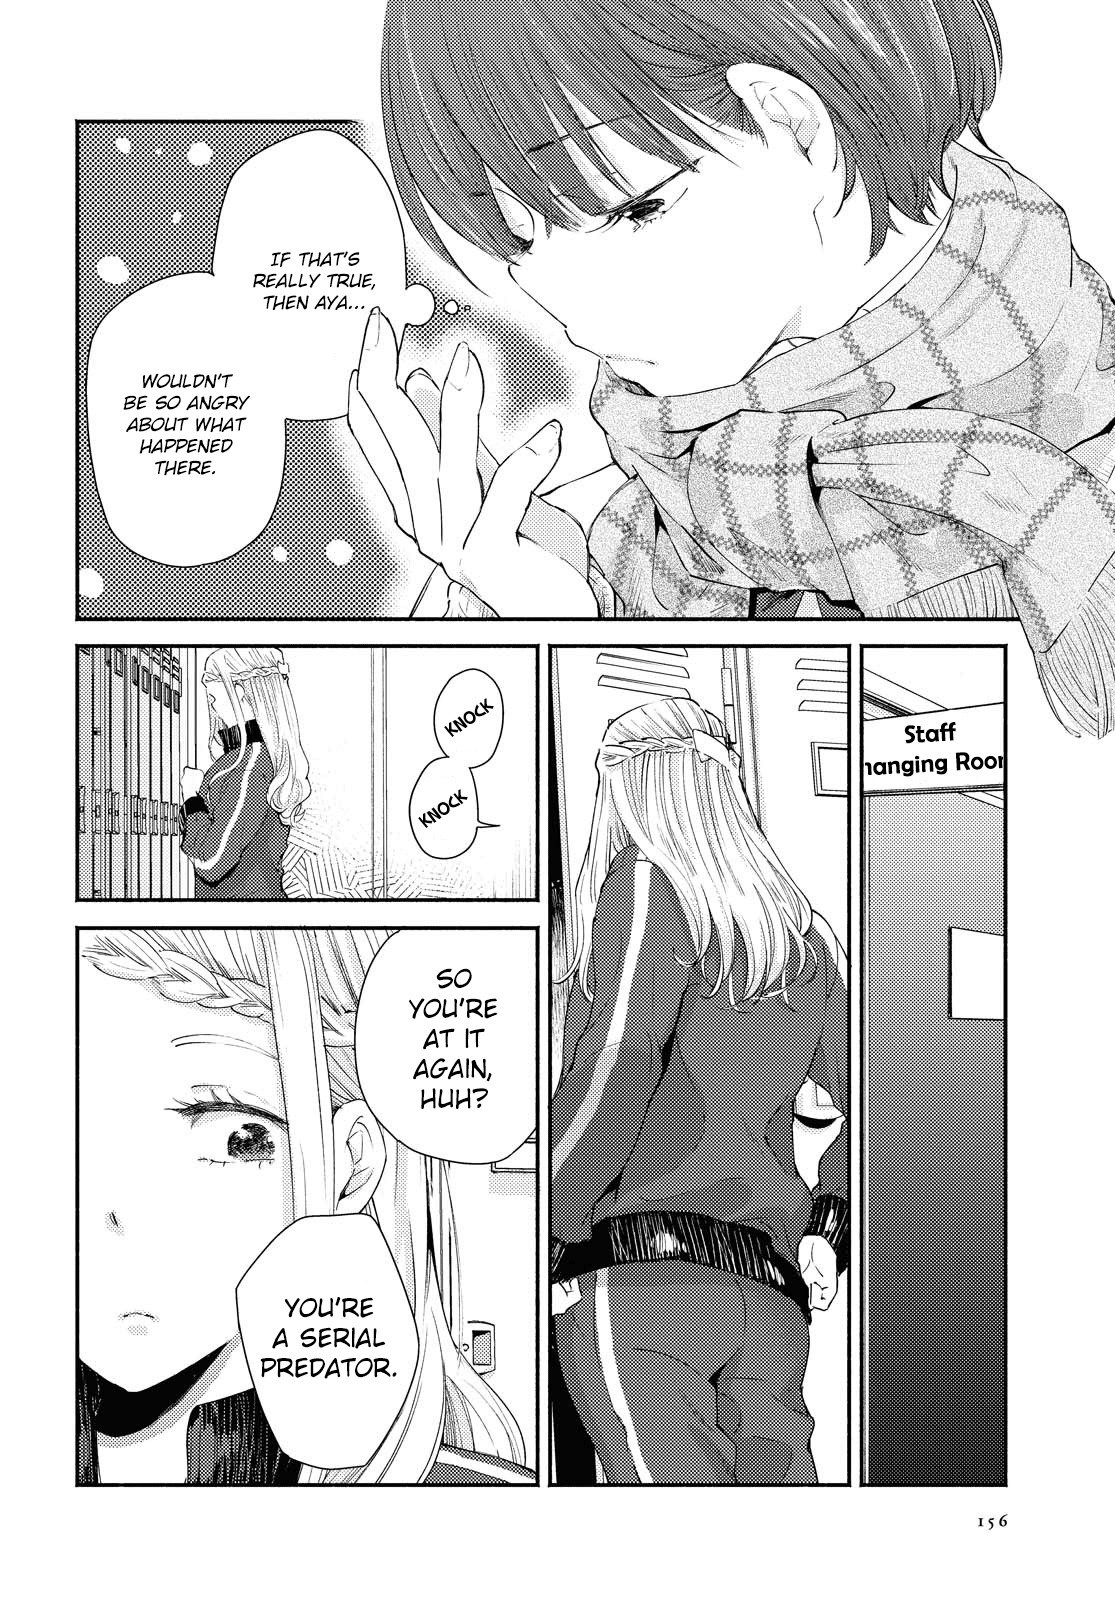 IF THAT'S
REALLY TRUE,
THEN AYA...
WOULDN'T
BE SO ANGRY
ABOUT WHAT
HAPPENED
THERE.
Staff
hanging Room
KNOCK
KNOCK
SO
YOU'RE
AT IT
AGAIN,
HUH?
YOU'RE
A SERIAL
PREDATOR.
156